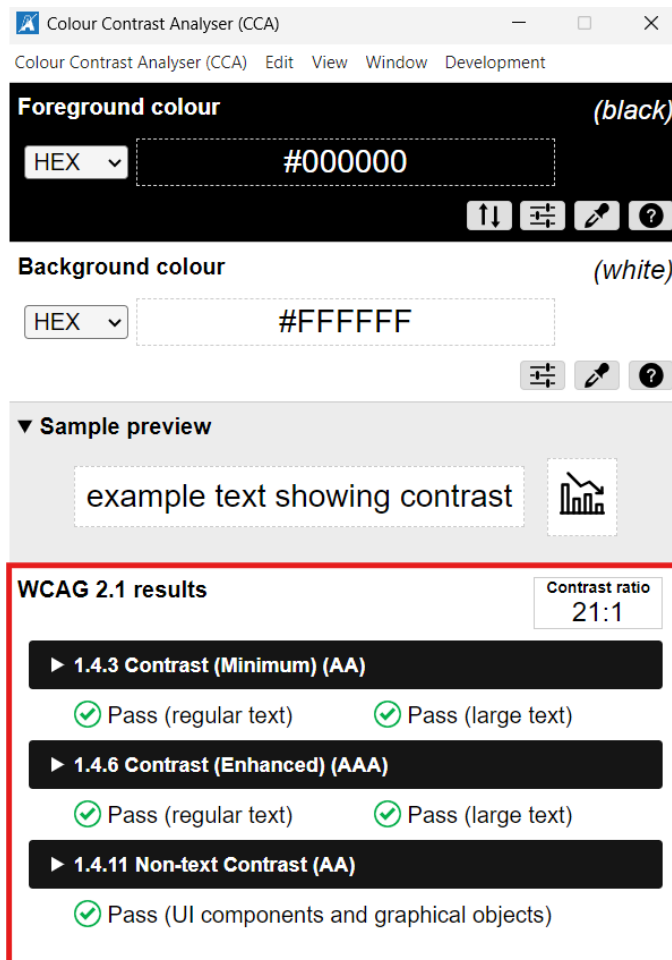 Colour Contrast Analyser (CCA)
Colour Contrast Analyser (CCA) Edit View Window Development
Foreground colour (black)
HEX #000000
Background colour (white)
HEX #FFFFFF
Sample preview
example text showing contrast
WCAG 2.1 results
Contrast ratio
21:1
1.4.3 Contrast (Minimum) (AA)
Pass (regular text) Pass (large text)
1.4.6 Contrast (Enhanced) (AAA)
Pass (regular text) Pass (large text)
1.4.11 Non-text Contrast (AA)
Pass (UI components and graphical objects)